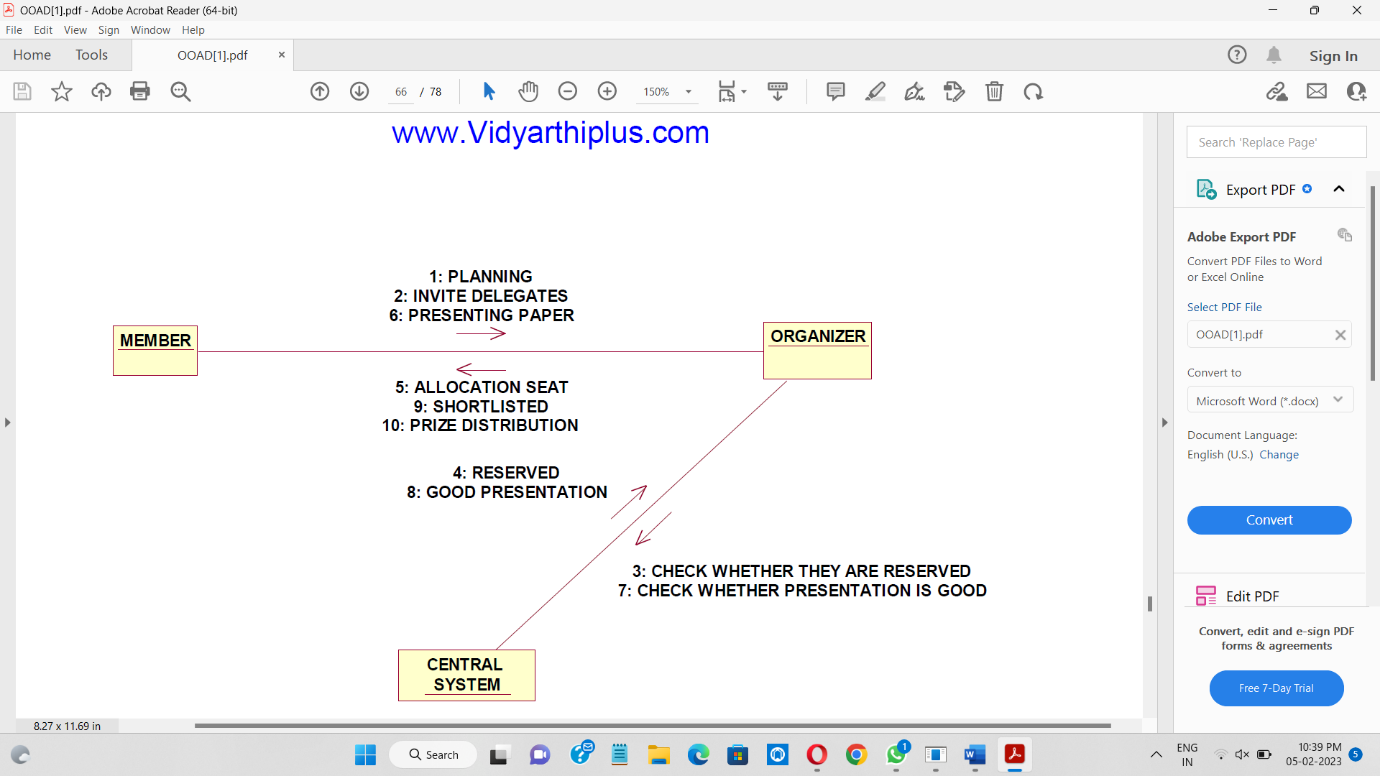 OOAD[1].pdf - Adobe Acrobat Reader (64-bit)
File Edit View Sign Window Help
Home Tools OOAD[1].pdf × Sign In
66 / 78 150%
www.Vidyarthiplus.com
1: PLANNING
2: INVITE DELEGATES
6: PRESENTING PAPER
MEMBER
ORGANIZER
5: ALLOCATION SEAT
9: SHORTLISTED
10: PRIZE DISTRIBUTION
4: RESERVED
8: GOOD PRESENTATION
3: CHECK WHETHER THEY ARE RESERVED
7: CHECK WHETHER PRESENTATION IS GOOD
CENTRAL
SYSTEM
8.27 x 11.69 in
Search 'Replace Page'
Export PDF
Adobe Export PDF
Convert PDF Files to Word
or Excel Online
Select PDF File
OOAD[1].pdf
Convert to
Microsoft Word (*.docx)
Document Language:
English (U.S.) Change
Convert
Edit PDF
Convert, edit and e-sign PDF
forms & agreements
Free 7-Day Trial
Search
1
ENG
IN
10:39 PM
05-02-2023
5